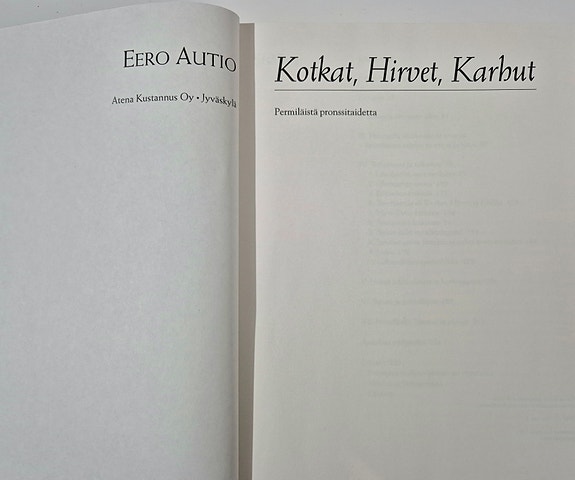 EERO AUTIO
Atena Kustannus Oy • Jyväskylä
Kotkat, Hirvet, Karhut
Permiläistä pronssitaidetta